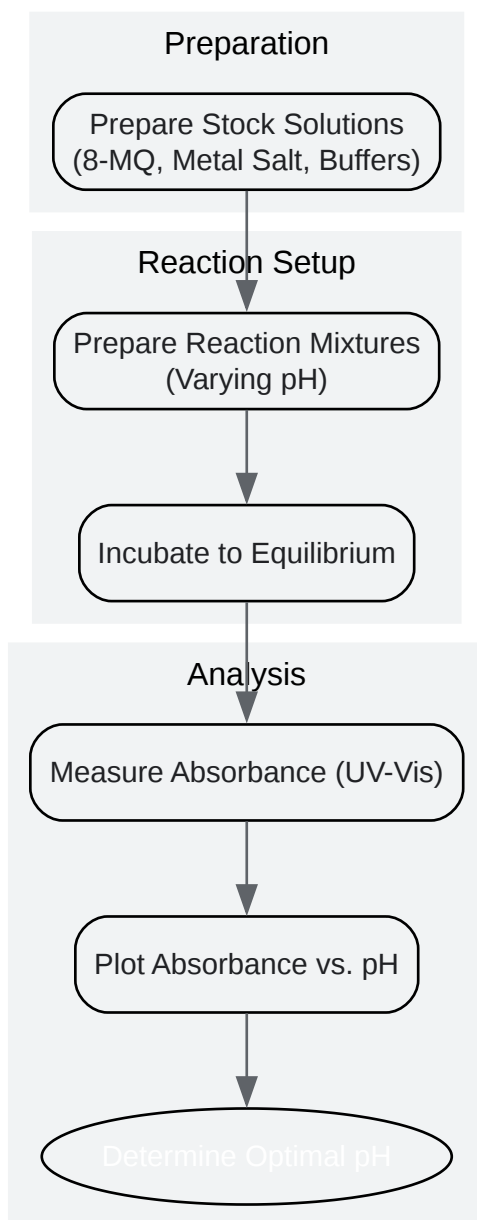 Preparation
Prepare Stock Solutions
(8-MQ, Metal Salt, Buffers)
Reaction Setup
Prepare Reaction Mixtures
(Varying pH)
Incubate to Equilibrium
Analysis
Measure Absorbance (UV-Vis)
Plot Absorbance vs. pH
Determine Optimal pH